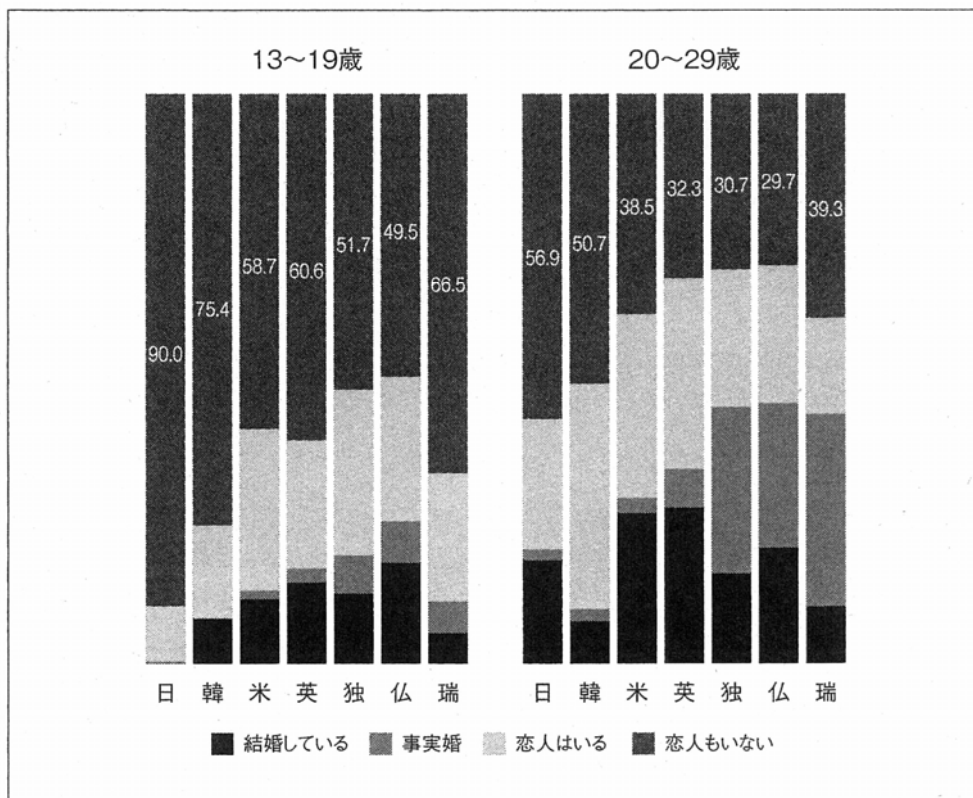 13〜19歳
20〜29歳
90.0
75.4
58.7
60.6
51.7
49.5
66.5
56.9
50.7
38.5
32.3
30.7
29.7
39.3
日 韓 米 英 独 仏 瑞
日 韓 米 英 独 仏 瑞
結婚している 事実婚 恋人はいる 恋人もいない